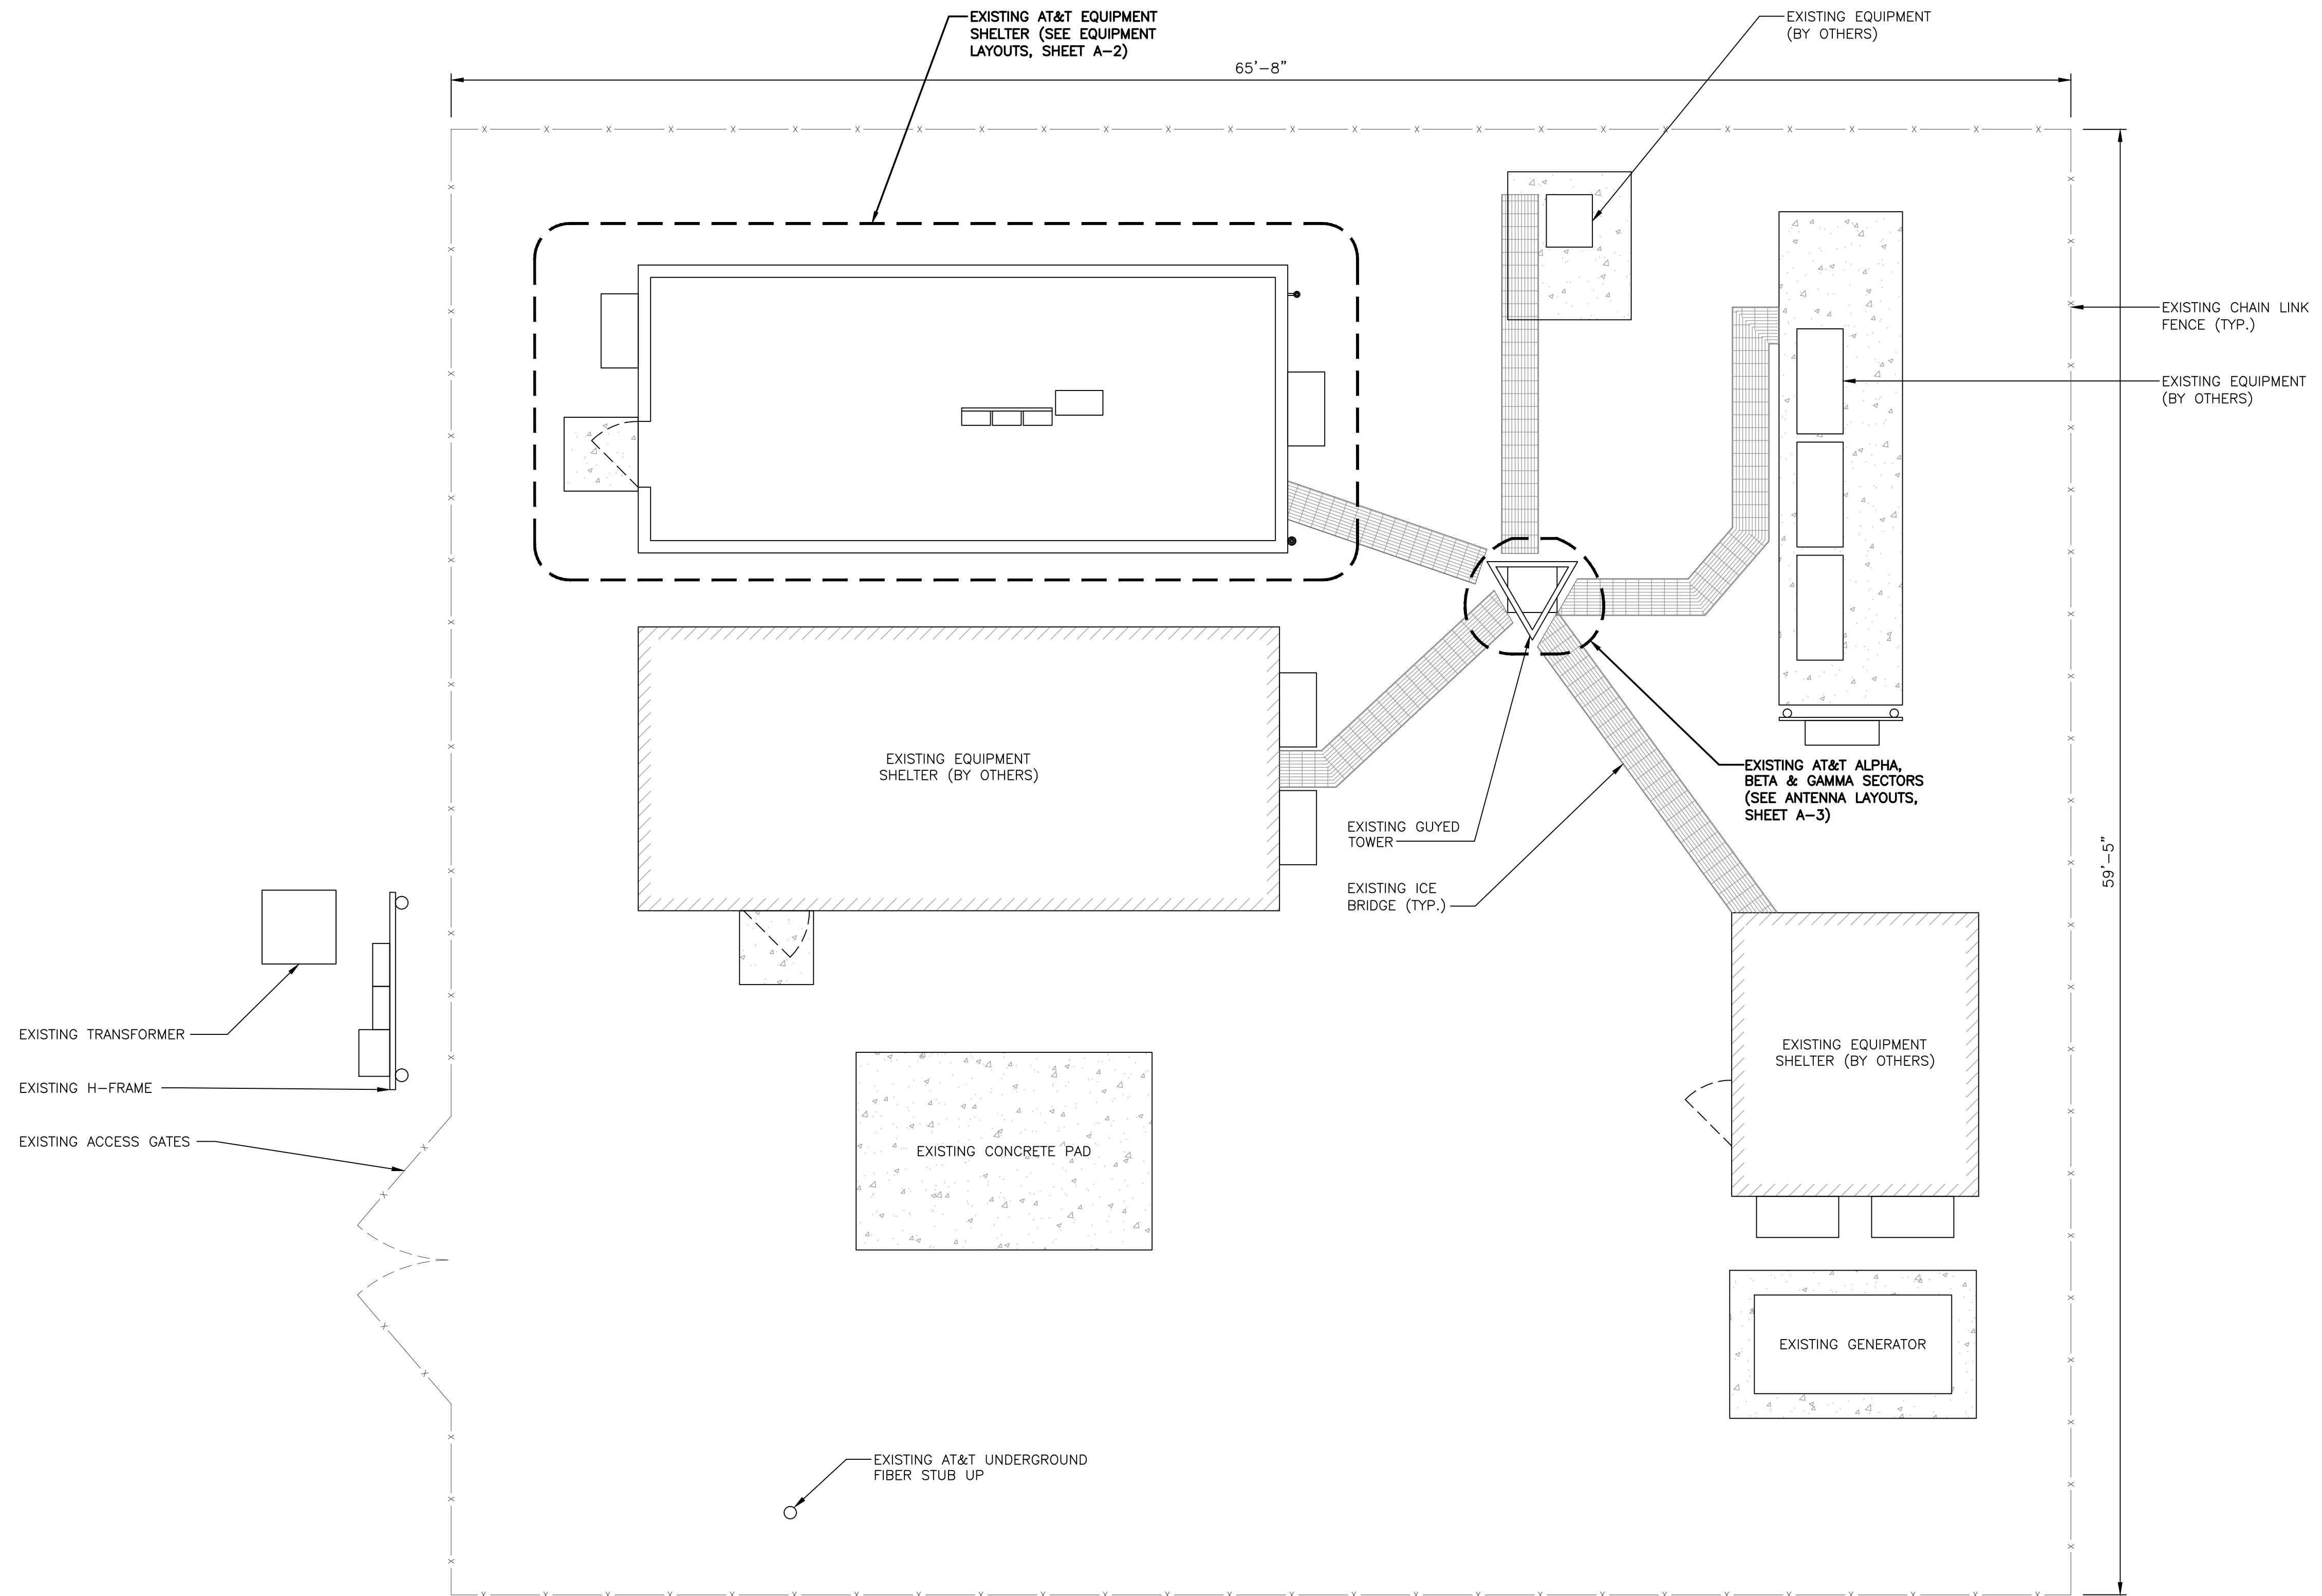 EXISTING AT&T EQUIPMENT
SHELTER (SEE EQUIPMENT
LAYOUTS, SHEET A-2)
EXISTING EQUIPMENT
(BY OTHERS)
65'-8"
EXISTING CHAIN LINK
FENCE (TYP.)
EXISTING EQUIPMENT
(BY OTHERS)
EXISTING EQUIPMENT
SHELTER (BY OTHERS)
EXISTING AT&T ALPHA,
BETA & GAMMA SECTORS
(SEE ANTENNA LAYOUTS,
SHEET A-3)
EXISTING GUYED
TOWER
EXISTING ICE
BRIDGE (TYP.)
59'-5"
EXISTING TRANSFORMER
EXISTING H-FRAME
EXISTING ACCESS GATES
EXISTING EQUIPMENT
SHELTER (BY OTHERS)
EXISTING CONCRETE PAD
EXISTING GENERATOR
EXISTING AT&T UNDERGROUND
FIBER STUB UP